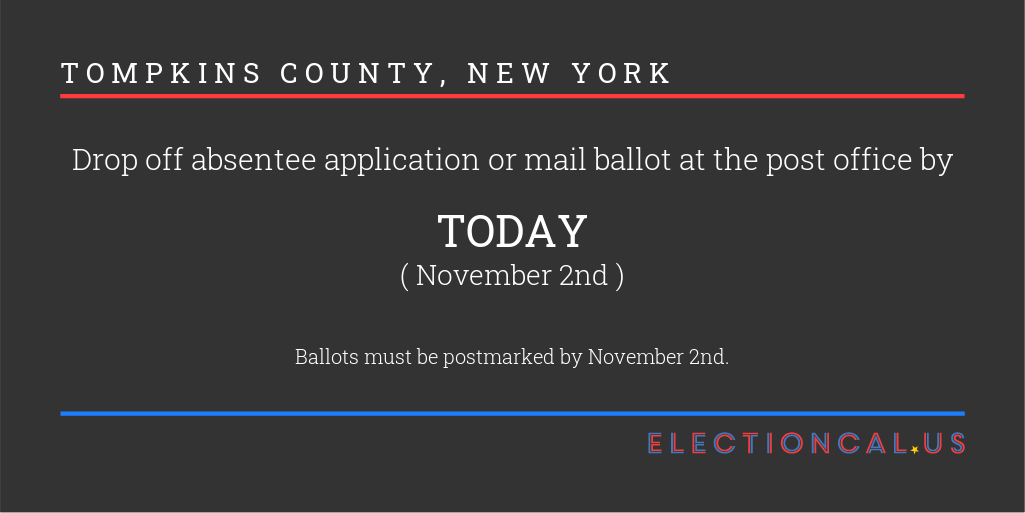 TOMPKINS COUNTY, NEW YORK
Drop off absentee application or mail ballot at the post office by
TODAY
( November 2nd )
Ballots must be postmarked by November 2nd.
ELECTIONCAL.US